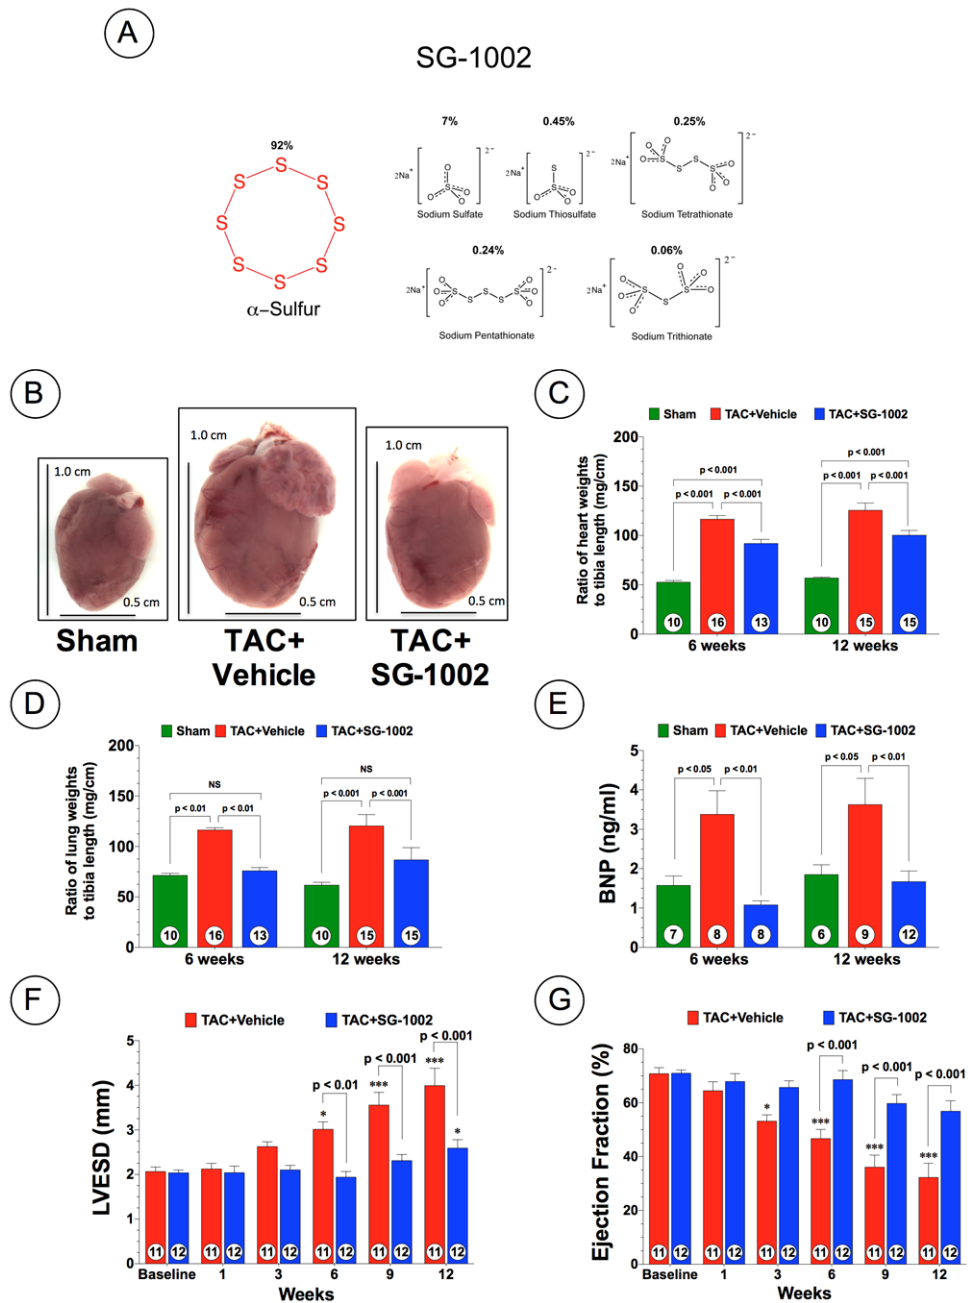 A
SG-1002
92%
S
S
S
S
S
S
S
S
α–Sulfur
7%
2Na+
2−
O
S
O
O
O
Sodium Sulfate
0.45%
2Na+
2−
S
S
O
O
O
Sodium Thiosulfate
0.25%
2Na+
2−
O
O
O
S
S
S
S
O
O
O
Sodium Tetrathionate
0.24%
2Na+
2−
O
O
O
S
S
S
S
S
O
O
O
Sodium Pentathionate
0.06%
2Na+
2−
O
O
O
S
S
S
O
O
O
Sodium Trithionate
B
1.0 cm
0.5 cm
Sham
1.0 cm
0.5 cm
TAC+
Vehicle
1.0 cm
0.5 cm
TAC+
SG-1002
C
Sham TAC+Vehicle TAC+SG-1002
Ratio of heart weights
to tibia length (mg/cm)
200
150
100
50
0
p < 0.001
p < 0.001 p < 0.001
p < 0.001
p < 0.001 p < 0.001
10 16 13 10 15 15
6 weeks 12 weeks
D
Sham TAC+Vehicle TAC+SG-1002
Ratio of lung weights
to tibia length (mg/cm)
200
150
100
50
0
NS
p < 0.01 p < 0.01
NS
p < 0.001 p < 0.001
10 16 13 10 15 15
6 weeks 12 weeks
E
Sham TAC+Vehicle TAC+SG-1002
BNP (ng/ml)
5
4
3
2
1
0
p < 0.05 p < 0.01
p < 0.05 p < 0.01
7 8 8 6 9 12
6 weeks 12 weeks
F
TAC+Vehicle TAC+SG-1002
LVESD (mm)
5
4
3
2
1
0
p < 0.01
p < 0.001
p < 0.001
*
***
***
*
11 12 11 12 11 12 11 12 11 12 11 12
Baseline 1 3 6 9 12
Weeks
G
TAC+Vehicle TAC+SG-1002
Ejection Fraction (%)
80
60
40
20
0
p < 0.001
p < 0.001
p < 0.001
*
***
***
***
11 12 11 12 11 12 11 12 11 12 11 12
Baseline 1 3 6 9 12
Weeks